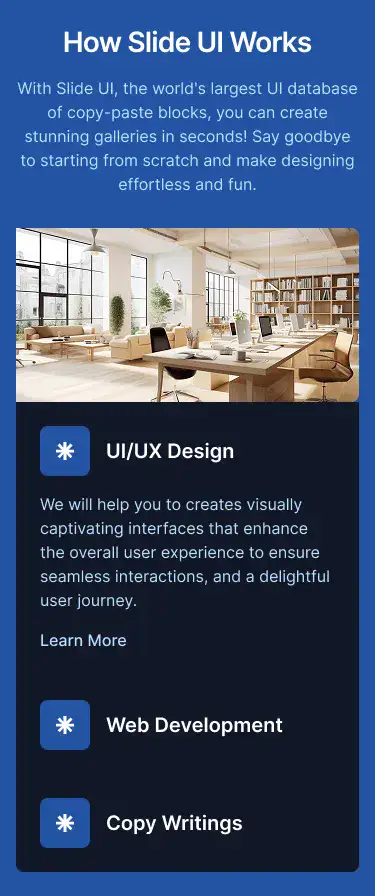 How Slide UI Works
With Slide UI, the world's largest UI database
of copy-paste blocks, you can create
stunning galleries in seconds! Say goodbye
to starting from scratch and make designing
effortless and fun.
UI/UX Design
We will help you to creates visually
captivating interfaces that enhance
the overall user experience to ensure
seamless interactions, and a delightful
user journey.
Learn More
Web Development
Copy Writings